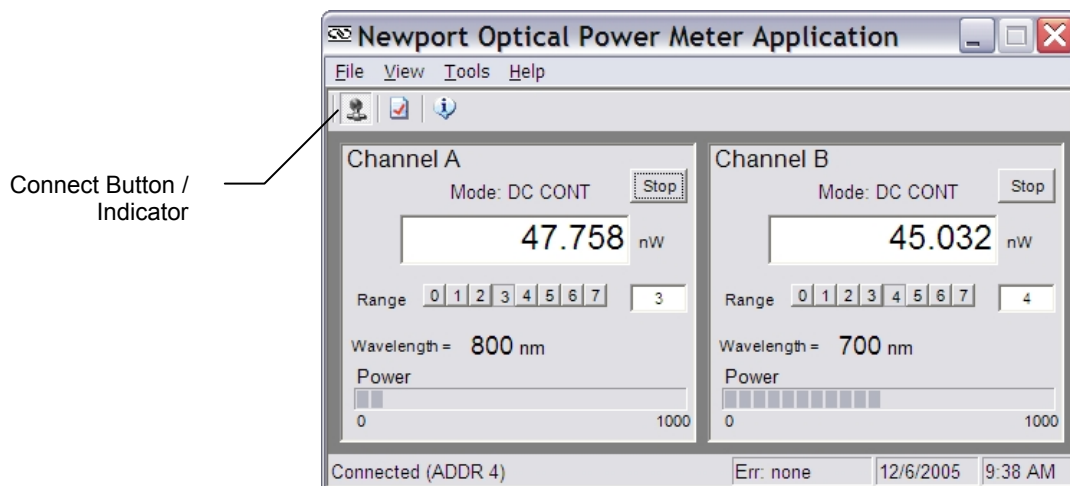 Newport Optical Power Meter Application
File View Tools Help
Connect Button /
Indicator
Channel A
Mode: DC CONT
Stop
47.758 nW
Range 0 1 2 3 4 5 6 7 3
Wavelength = 800 nm
Power
0 1000
Channel B
Mode: DC CONT
Stop
45.032 nW
Range 0 1 2 3 4 5 6 7 4
Wavelength = 700 nm
Power
0 1000
Connected (ADDR 4) Err: none 12/6/2005 9:38 AM